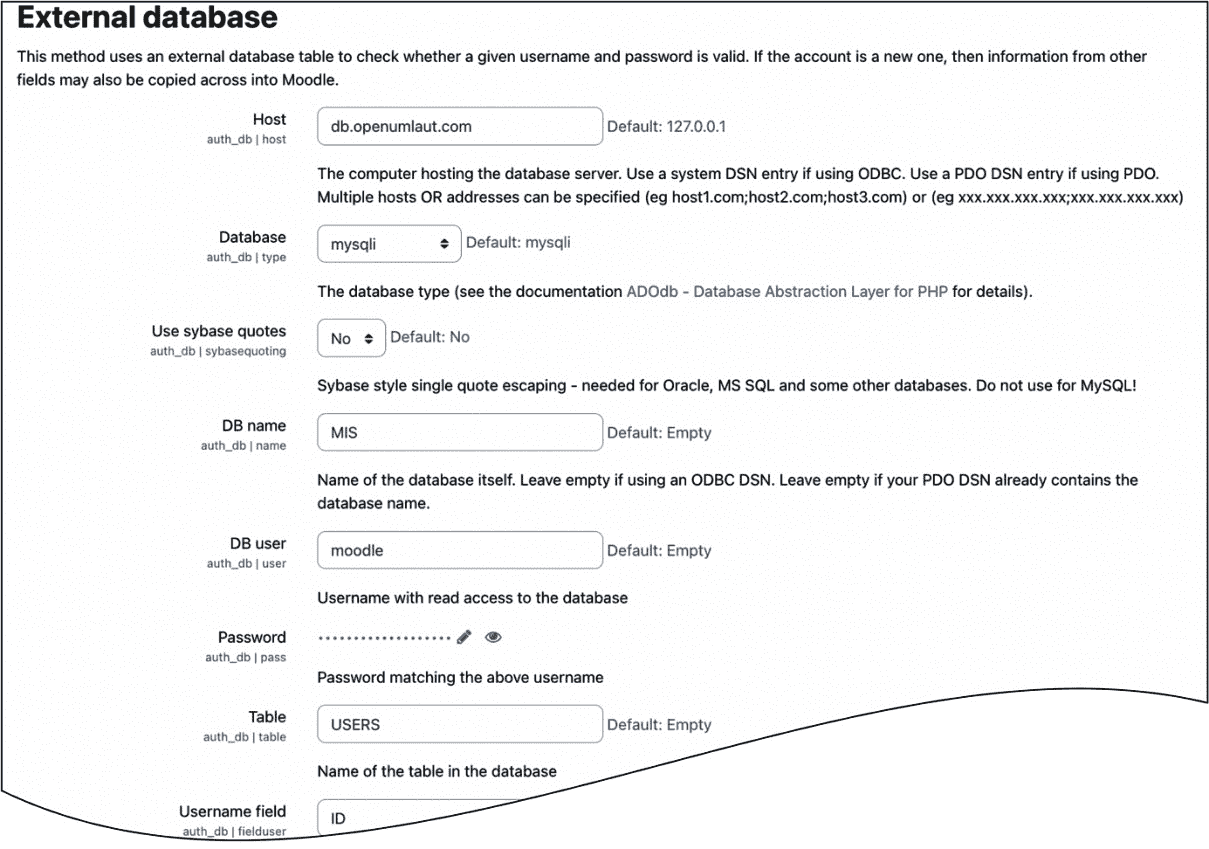 External database
This method uses an external database table to check whether a given username and password is valid. If the account is a new one, then information from other
fields may also be copied across into Moodle.
Host
auth_db | host
db.openumlaut.com
Default: 127.0.0.1
The computer hosting the database server. Use a system DSN entry if using ODBC. Use a PDO DSN entry if using PDO.
Multiple hosts OR addresses can be specified (eg host1.com;host2.com;host3.com) or (eg xxx.xxx.xxx.xxx;xxx.xxx.xxx.xxx)
Database
auth_db | type
mysqli
Default: mysqli
The database type (see the documentation ADOdb - Database Abstraction Layer for PHP for details).
Use sybase quotes
auth_db | sybasequoting
No
Default: No
Sybase style single quote escaping - needed for Oracle, MS SQL and some other databases. Do not use for MySQL!
DB name
auth_db | name
MIS
Default: Empty
Name of the database itself. Leave empty if using an ODBC DSN. Leave empty if your PDO DSN already contains the
database name.
DB user
auth_db | user
moodle
Default: Empty
Username with read access to the database
Password
auth_db | pass
Password matching the above username
Table
auth_db | table
USERS
Default: Empty
Name of the table in the database
Username field
auth_db | fielduser
ID